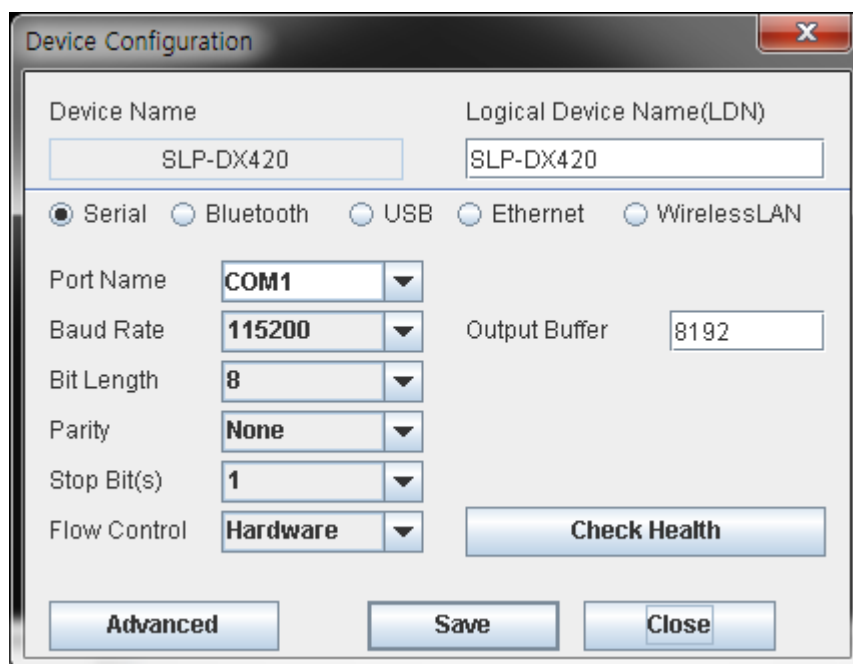 Device Configuration
Device Name Logical Device Name(LDN)
SLP-DX420 SLP-DX420
Serial Bluetooth USB Ethernet WirelessLAN
Port Name COM1
Baud Rate 115200 Output Buffer 8192
Bit Length 8
Parity None
Stop Bit(s) 1
Flow Control Hardware Check Health
Advanced Save Close